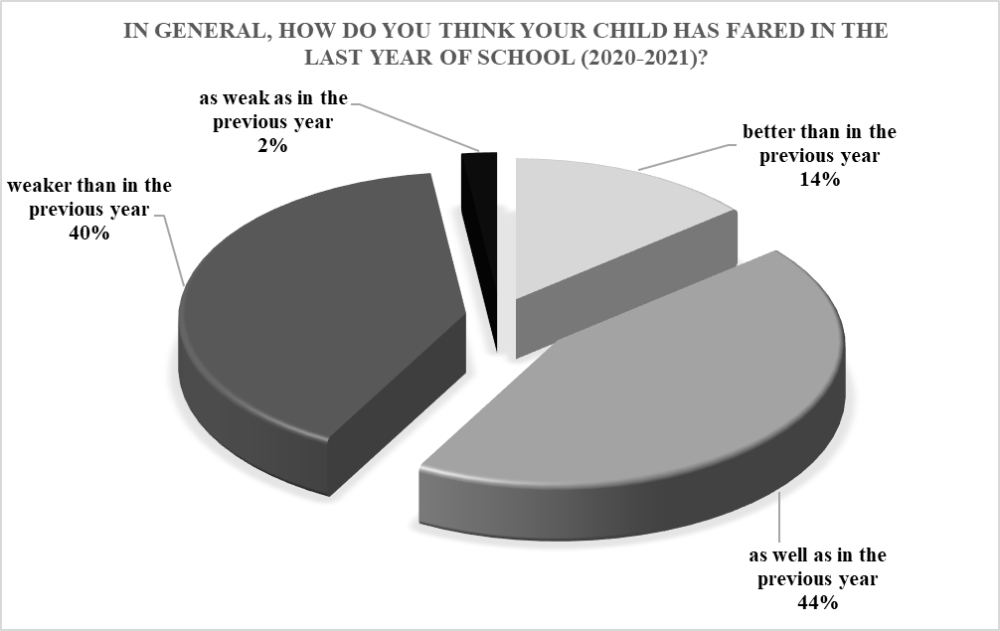 IN GENERAL, HOW DO YOU THINK YOUR CHILD HAS FARED IN THE
LAST YEAR OF SCHOOL (2020-2021)?
as weak as in the
previous year
2%
better than in the
previous year
14%
weaker than in the
previous year
40%
as well as in the
previous year
44%